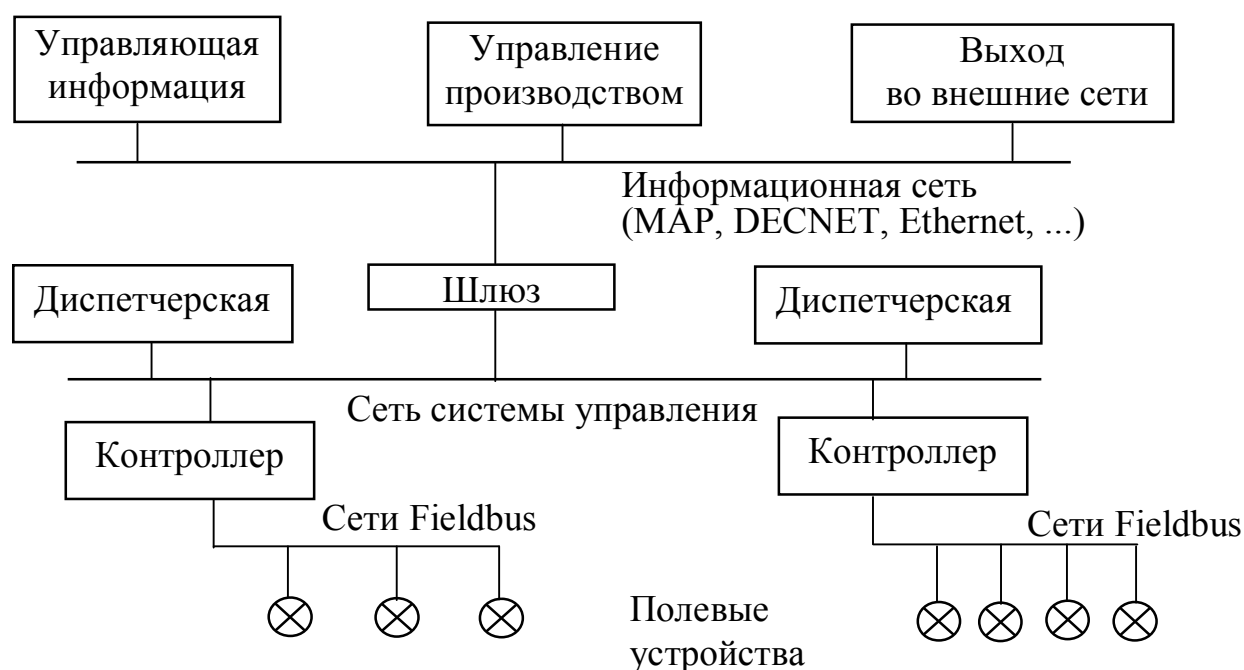 Управляющая
информация
Управление
производством
Выход
во внешние сети
Информационная сеть
(MAP, DECNET, Ethernet, ...)
Диспетчерская
Шлюз
Диспетчерская
Сеть системы управления
Контроллер
Контроллер
Сети Fieldbus
Сети Fieldbus
Полевые
устройства